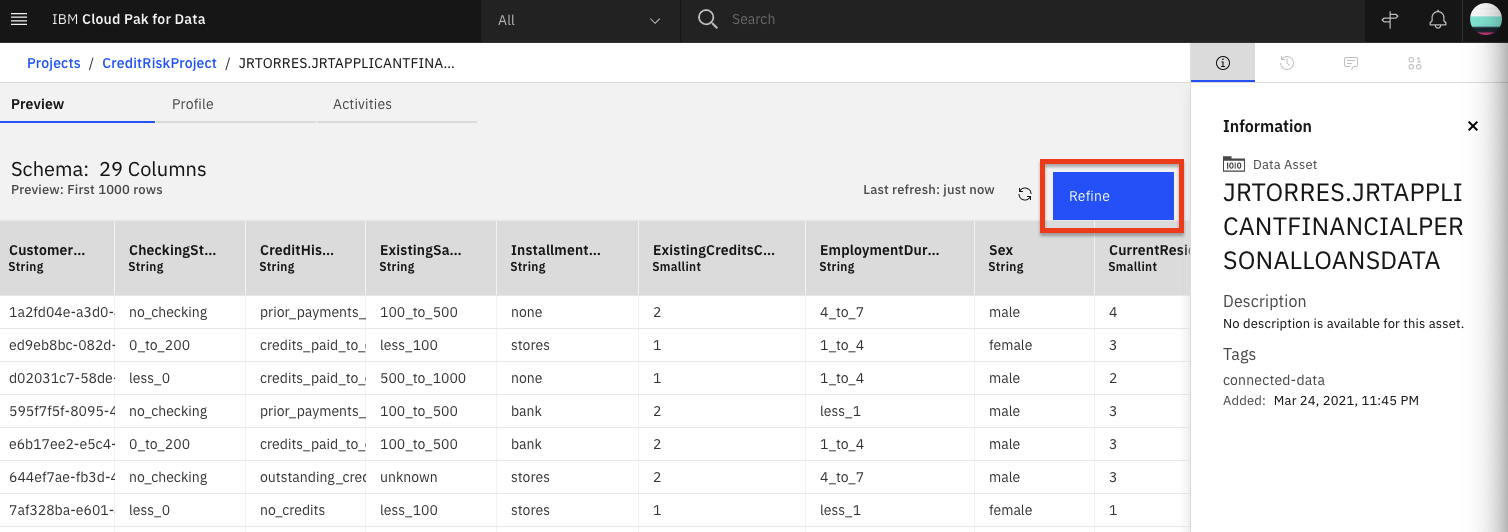 IBM Cloud Pak for Data All Search
Projects / CreditRiskProject / JRTORRES.JRTAPPLICANTFINA...
Preview Profile Activities
Schema: 29 Columns
Preview: First 1000 rows
Last refresh: just now
Refine
Customer... CheckingSt... CreditHis... ExistingSa... Installment... ExistingCreditsC... EmploymentDur... Sex CurrentResi
String String String String String Smallint String String Smallint
1a2fd04e-a3d0- no_checking prior_payments_ 100_to_500 none 2 4_to_7 male 4
ed9eb8bc-082d- 0_to_200 credits_paid_to_ less_100 stores 1 1_to_4 female 3
d02031c7-58de- less_0 credits_paid_to_ 500_to_1000 none 1 1_to_4 male 2
595f7f5f-8095-4 no_checking prior_payments_ 100_to_500 bank 2 less_1 male 3
e6b17ee2-e5c4- 0_to_200 credits_paid_to_ 100_to_500 bank 2 1_to_4 male 3
644ef7ae-fb3d-4 no_checking outstanding_cred unknown stores 2 4_to_7 male 3
7af328ba-e601- less_0 no_credits less_100 stores 1 less_1 female 1
Information
Data Asset
JRTORRES.JRTAPPLI
CANTFINANCIALPER
SONALLOANSDATA
Description
No description is available for this asset.
Tags
connected-data
Added: Mar 24, 2021, 11:45 PM